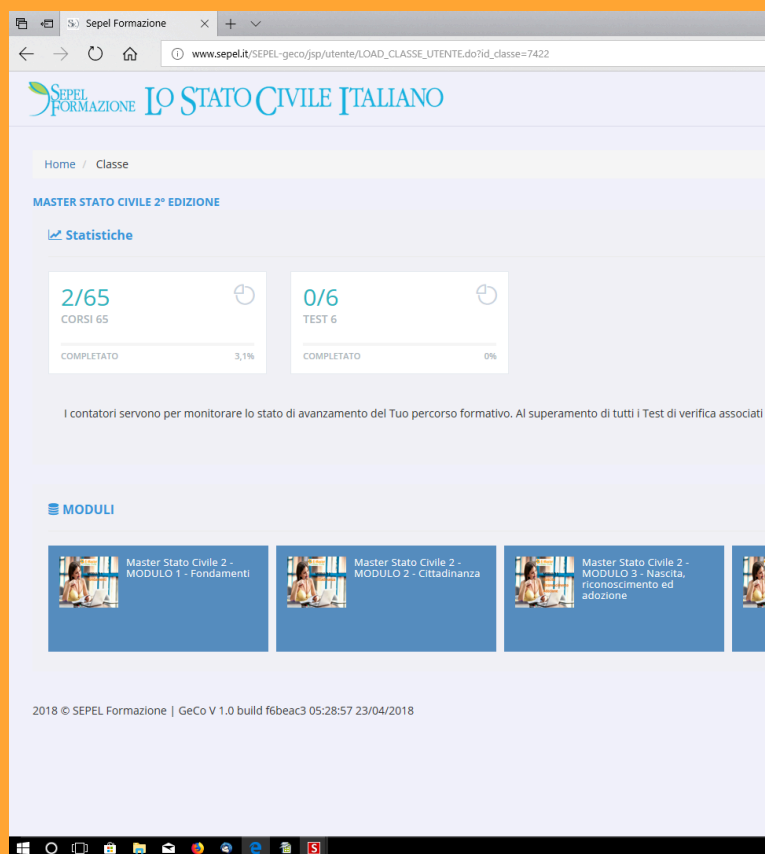 Sepel Formazione
www.sepel.it/SEPEL-geco/jsp/utente/LOAD_CLASSE_UTENTE.do?id_classe=7422
SEPEL
FORMAZIONE LO STATO CIVILE ITALIANO
Home / Classe
MASTER STATO CIVILE 2° EDIZIONE
Statistiche
2/65
CORSI 65
COMPLETATO 3,1%
0/6
TEST 6
COMPLETATO 0%
I contatori servono per monitorare lo stato di avanzamento del Tuo percorso formativo. Al superamento di tutti i Test di verifica associati
MODULI
Master Stato Civile 2 -
MODULO 1 - Fondamenti
Master Stato Civile 2 -
MODULO 2 - Cittadinanza
Master Stato Civile 2 -
MODULO 3 - Nascita,
riconoscimento ed
adozione
2018 © SEPEL Formazione | GeCo V 1.0 build f6beac3 05:28:57 23/04/2018